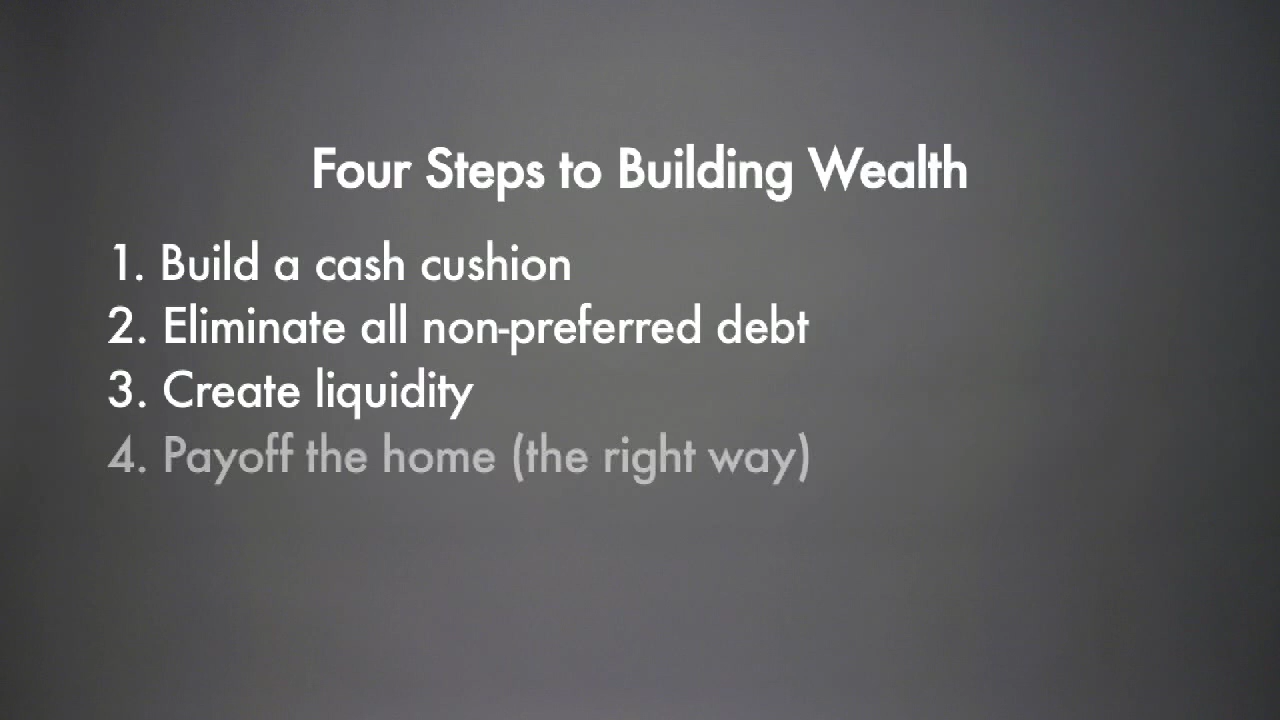 Four Steps to Building Wealth
1. Build a cash cushion
2. Eliminate all non-preferred debt
3. Create liquidity
4. Payoff the home (the right way)